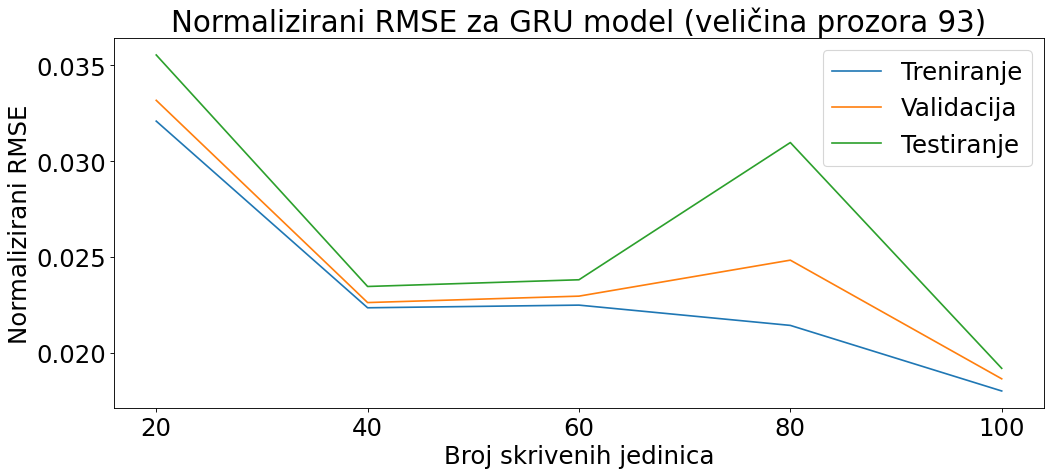 Normalizirani RMSE za GRU model (veličina prozora 93)
Treniranje
Validacija
Testiranje
Normalizirani RMSE
0.035
0.030
0.025
0.020
20 40 60 80 100
Broj skrivenih jedinica